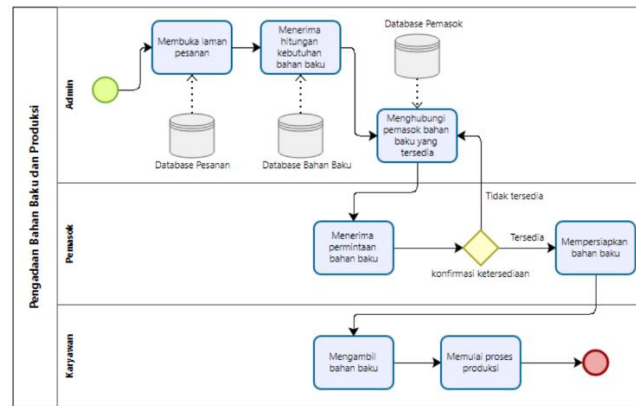 Pengadaan Bahan Baku dan Produksi
Admin
Membuka laman
pesanan
Menerima
hitungan
kebutuhan
bahan baku
Database Pemasok
Database Pesanan
Database Bahan Baku
Menghubungi
pemasok bahan
baku yang
tersedia
Pemasok
Tidak tersedia
Menerima
permintaan
bahan baku
Tersedia
konfirmasi ketersediaan
Mempersiapkan
bahan baku
Karyawan
Mengambil
bahan baku
Memulai proses
produksi